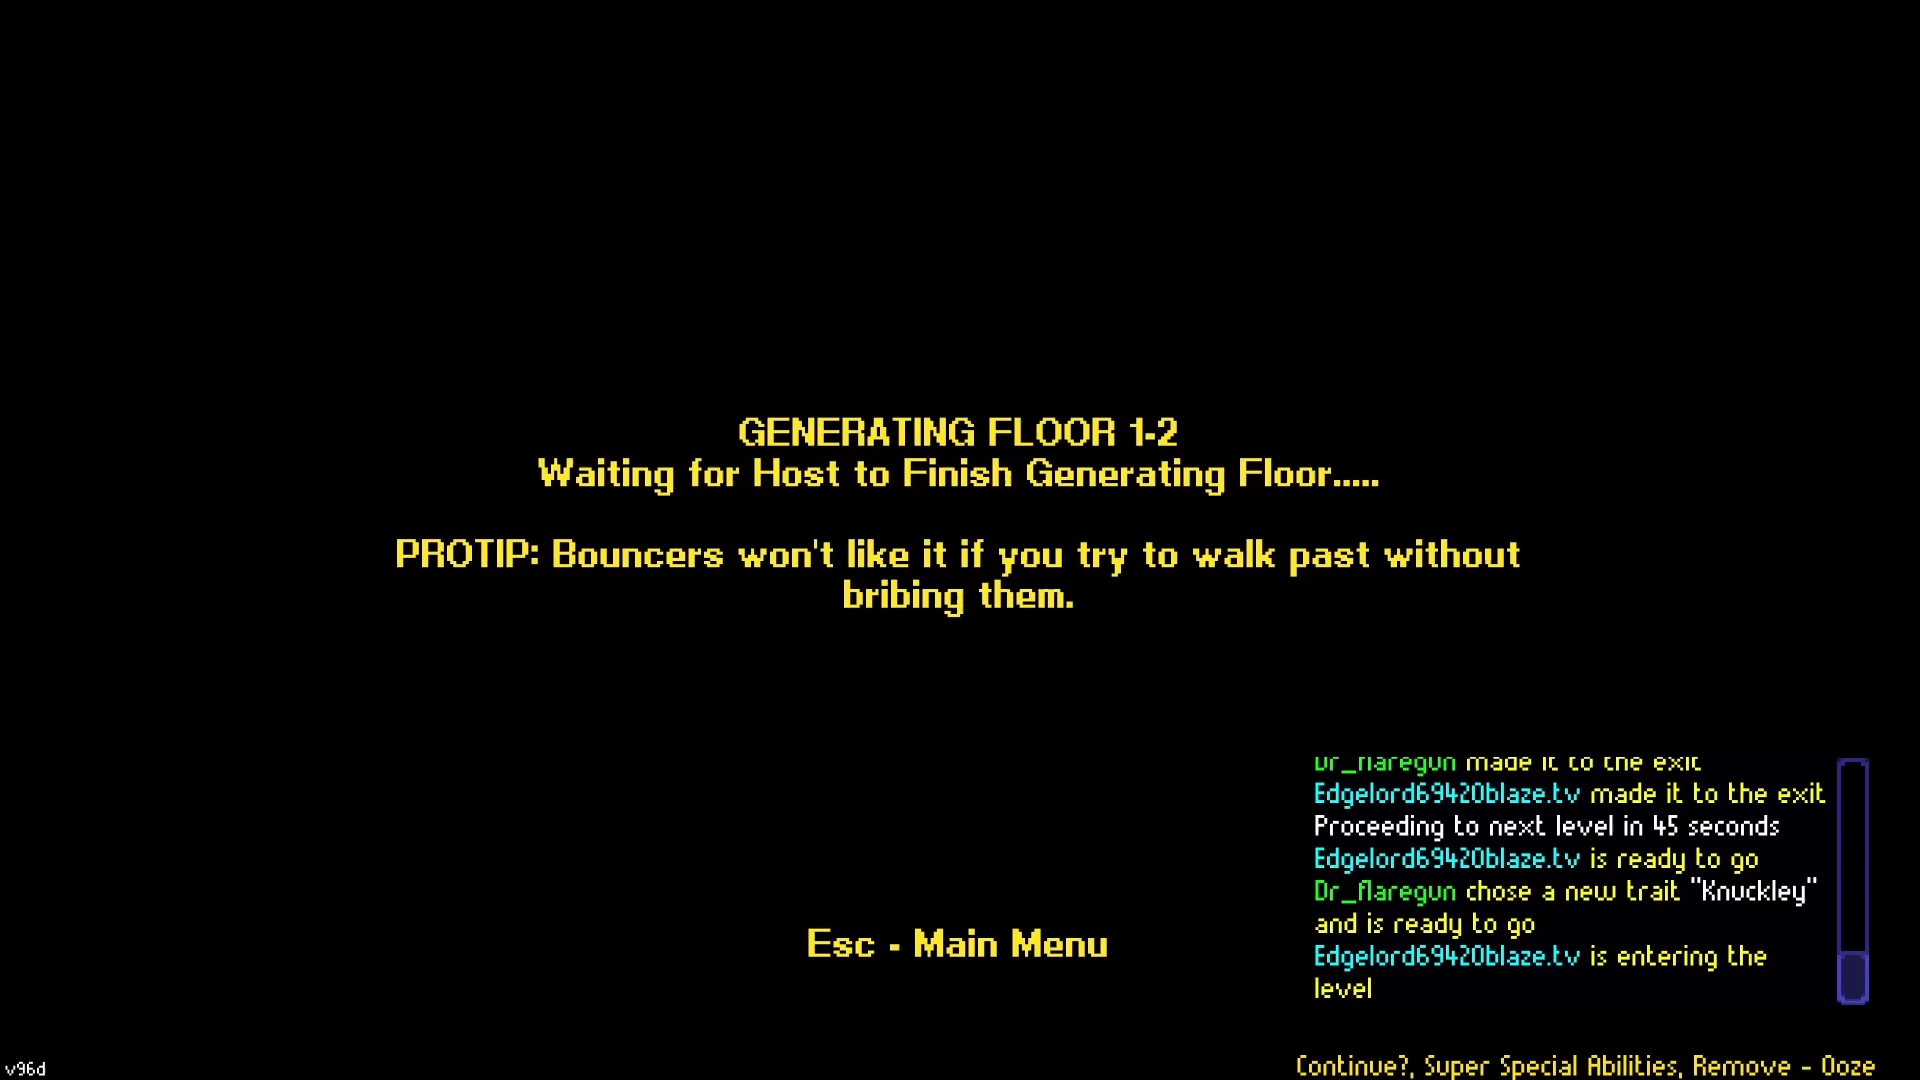 GENERATING FLOOR 1-2
Waiting for Host to Finish Generating Floor.....
PROTIP: Bouncers won't like it if you try to walk past without
bribing them.
Esc - Main Menu
Dr_flaregun made it to the exit
Edgelord69420blaze.tv made it to the exit
Proceeding to next level in 45 seconds
Edgelord69420blaze.tv is ready to go
Dr_flaregun chose a new trait "Knuckley"
and is ready to go
Edgelord69420blaze.tv is entering the
level
v96d
Continue?, Super Special Abilities, Remove - Ooze